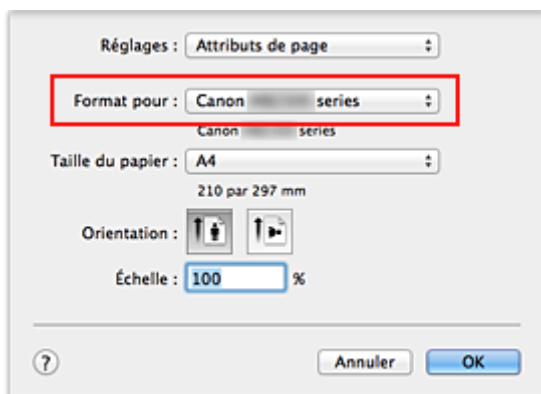 Réglages : Attributs de page
Format pour : Canon series
Canon series
Taille du papier : A4
210 par 297 mm
Orientation :
Échelle : 100 %
? Annuler OK